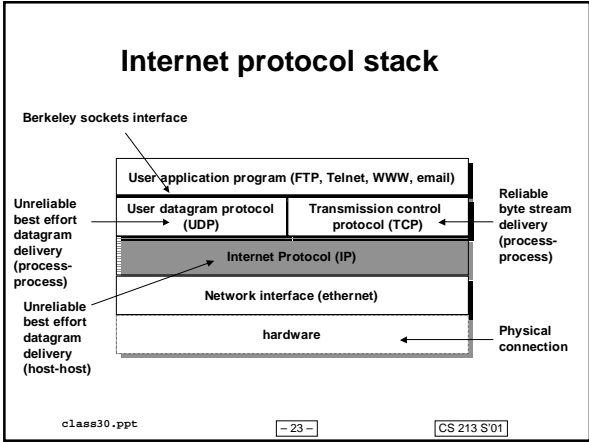 Internet protocol stack
Berkeley sockets interface
User application program (FTP, Telnet, WWW, email)
Unreliable
best effort
datagram
delivery
(process-
process)
User datagram protocol
(UDP)
Transmission control
protocol (TCP)
Reliable
byte stream
delivery
(process-
process)
Internet Protocol (IP)
Unreliable
best effort
datagram
delivery
(host-host)
Network interface (ethernet)
hardware
Physical
connection
class30.ppt
– 23 –
CS 213 S'01